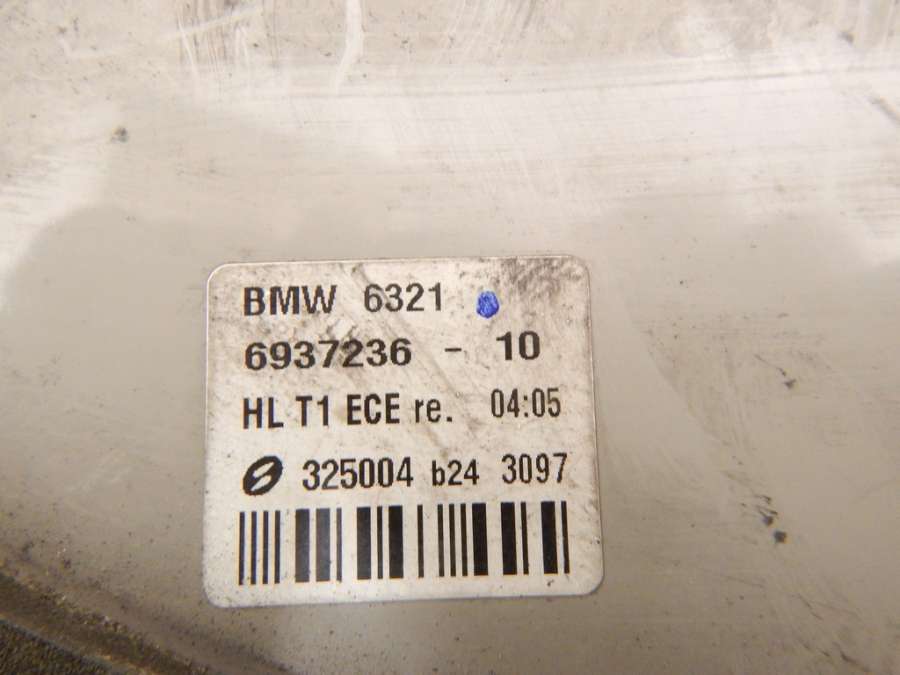 BMW 6321
6937236 - 10
HL T1 ECE re. 04:05
325004 b24 3097